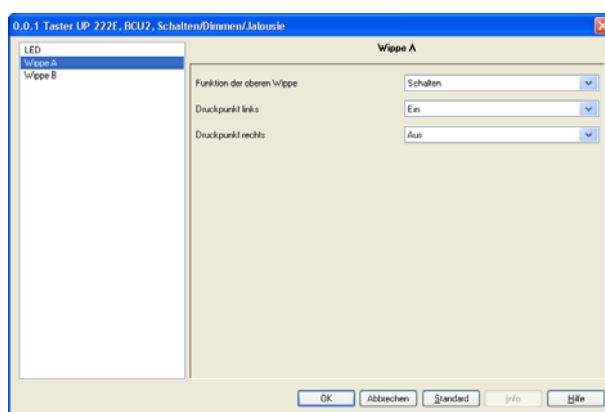 0.0.1 Taster UP 222E, BCU2, Schalten/Dimmen/Jalousie
LED
Wippe A
Wippe B
Wippe A
Funktion der oberen Wippe
Schalten
Druckpunkt links
Ein
Druckpunkt rechts
Aus
OK
Abbrechen
Standard
Info
Hilfe